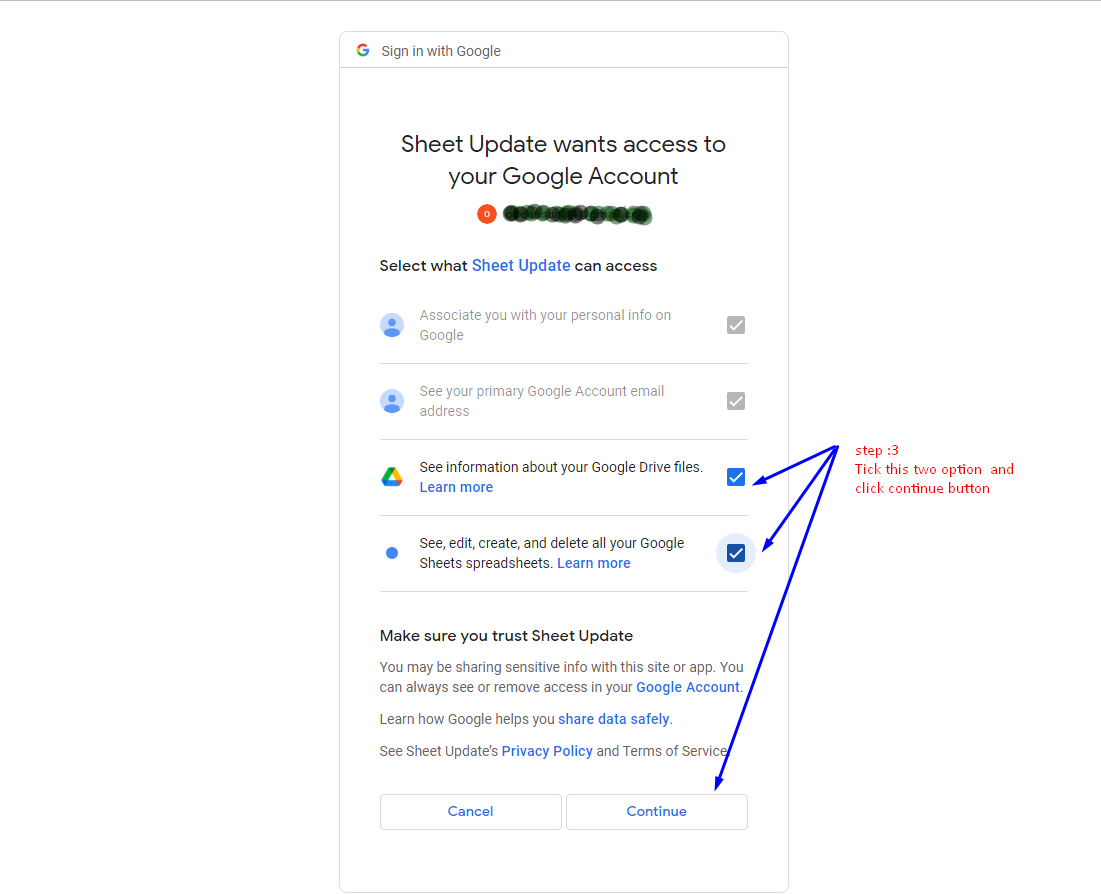 Sign in with Google
Sheet Update wants access to
your Google Account
o
Select what Sheet Update can access
Associate you with your personal info on
Google
See your primary Google Account email
address
See information about your Google Drive files.
Learn more
step :3
Tick this two option and
click continue button
See, edit, create, and delete all your Google
Sheets spreadsheets. Learn more
Make sure you trust Sheet Update
You may be sharing sensitive info with this site or app. You
can always see or remove access in your Google Account.
Learn how Google helps you share data safely.
See Sheet Update's Privacy Policy and Terms of Service.
Cancel
Continue